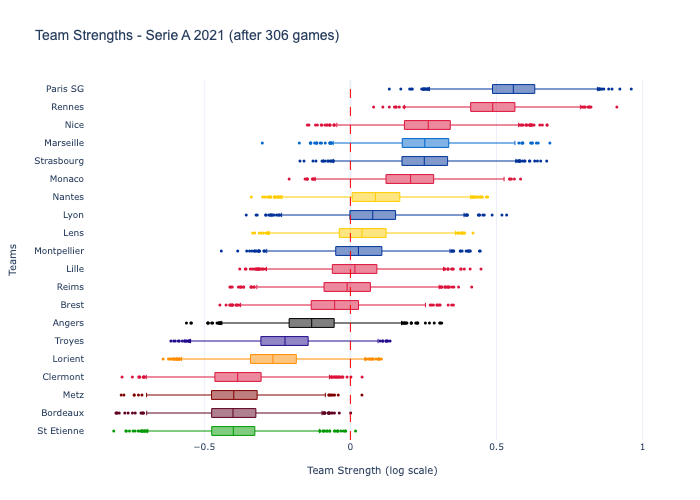 Team Strengths - Serie A 2021 (after 306 games)
Paris SG
Rennes
Nice
Marseille
Strasbourg
Monaco
Nantes
Lyon
Lens
Montpellier
Lille
Reims
Brest
Angers
Troyes
Lorient
Clermont
Metz
Bordeaux
St Etienne
Teams
−0.5
0
0.5
1
Team Strength (log scale)